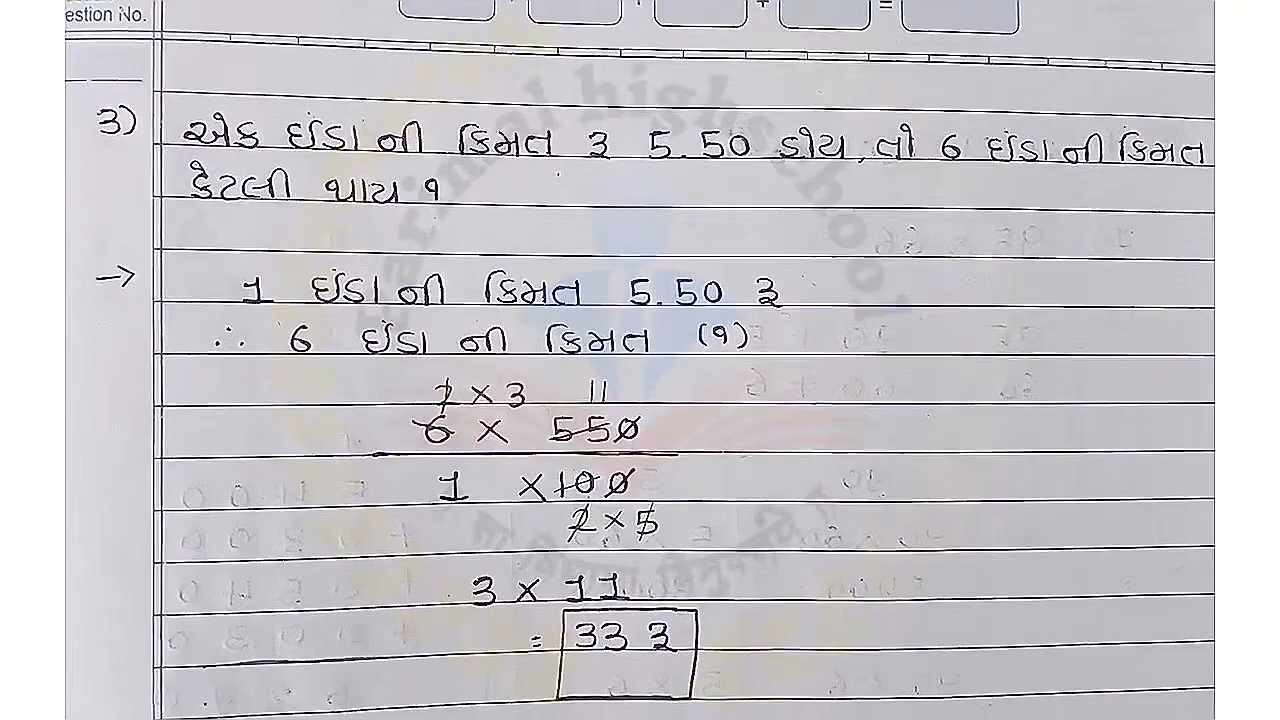 estion No.
+ + + =
3) એક ઈંડા ની કિમત રૂ 5.50 હોય, તો 6 ઈંડા ની કિમત
કેટલી થાય ?
→ 1 ઈંડા ની કિમત 5.50 રૂ
∴ 6 ઈંડા ની કિમત (?)
2 × 3 11
6 × 550
1 × 100
2 × 5
3 × 11
= 33 રૂ